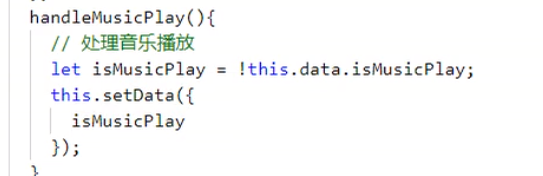 handleMusicPlay(){
// 处理音乐播放
let isMusicPlay = !this.data.isMusicPlay;
this.setData({
isMusicPlay
});
}